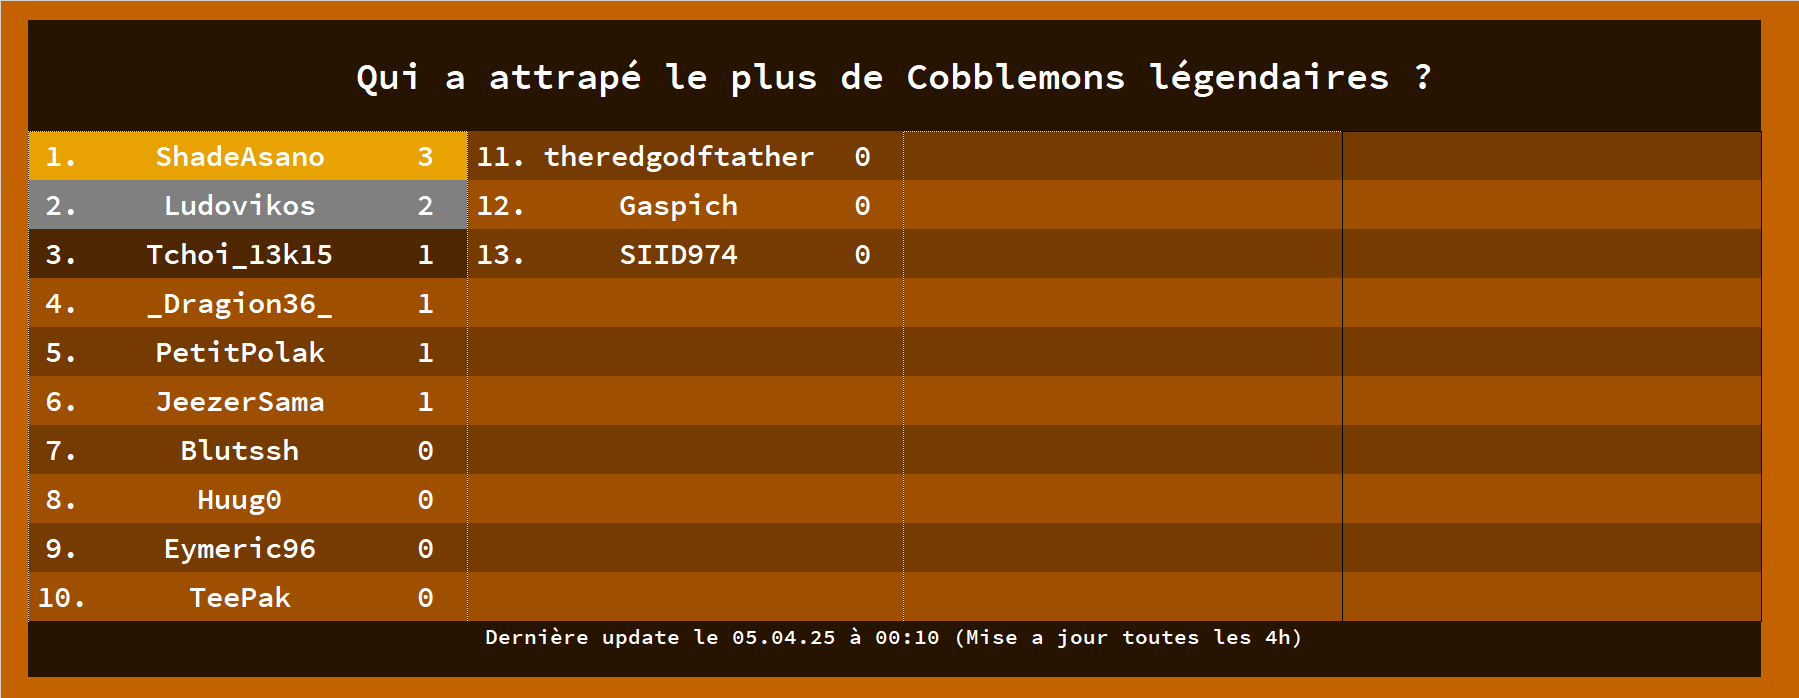 Qui a attrapé le plus de Cobblemons légendaires ?
1. ShadeAsano 3
2. Ludovikos 2
3. Tchoi_13k15 1
4. _Dragion36_ 1
5. PetitPolak 1
6. JeezerSama 1
7. Blutssh 0
8. Huug0 0
9. Eymeric96 0
10. TeePak 0
11. theredgodftather 0
12. Gaspich 0
13. SIID974 0
Dernière update le 05.04.25 à 00:10 (Mise a jour toutes les 4h)